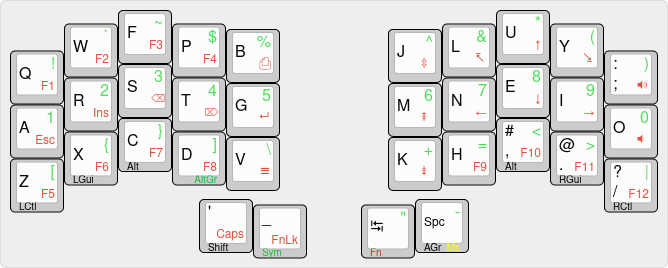 Q ! F1
W ` F2
F ~ F3
P $ F4
B %
J ^
L & ↖
U * ↑
Y ( ↘
: ) ;
A 1 Esc
R 2 Ins
S 3 ⌫
T 4 ⌦
G 5 ↵
M 6 ⇟
N 7 ←
E 8 ↓
I 9 →
O 0
Z [ F5 LCtl
X { F6 LGui
C } F7 Alt
D ] F8 AltGr
V \ ≡
K + ⇟
H = F9
# < , F10 Alt
@ > . F11 RGui
? | / F12 RCtl
' Caps Shift
_ FnLk Sym
↹ " Fn
Spc - AGr